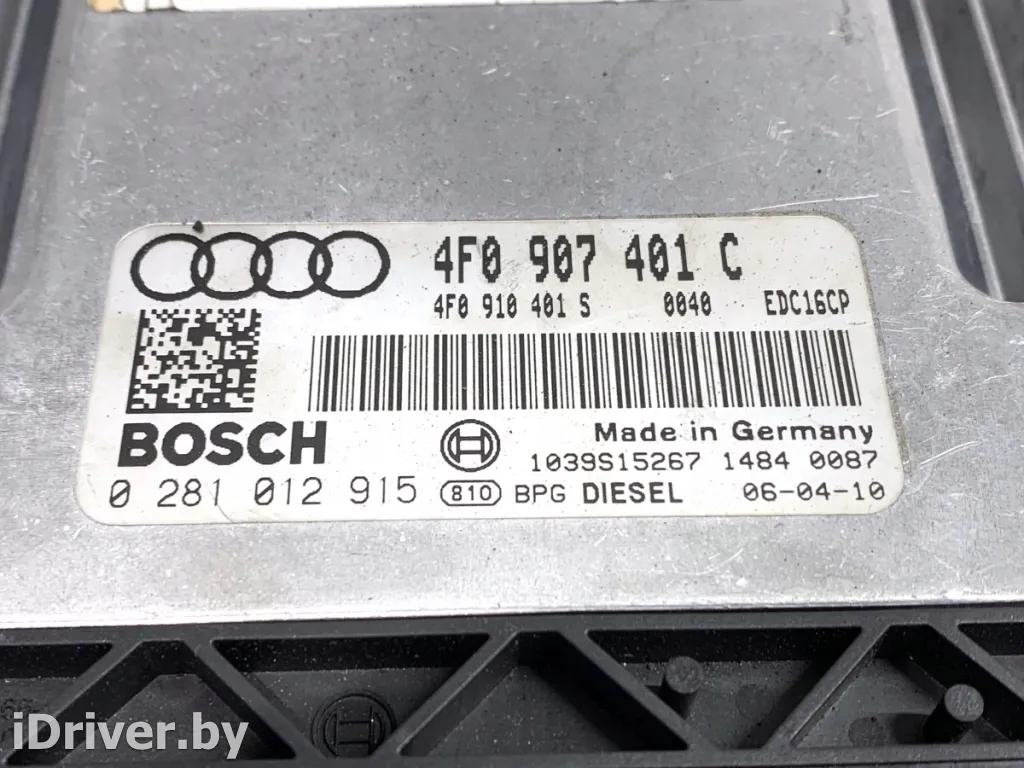 4F0 907 401 C
4F0 910 401 S 0040 EDC16CP
BOSCH
Made in Germany
1039S15267 1484 0087
0 281 012 915 810 BPG DIESEL 06-04-10
iDriver.by